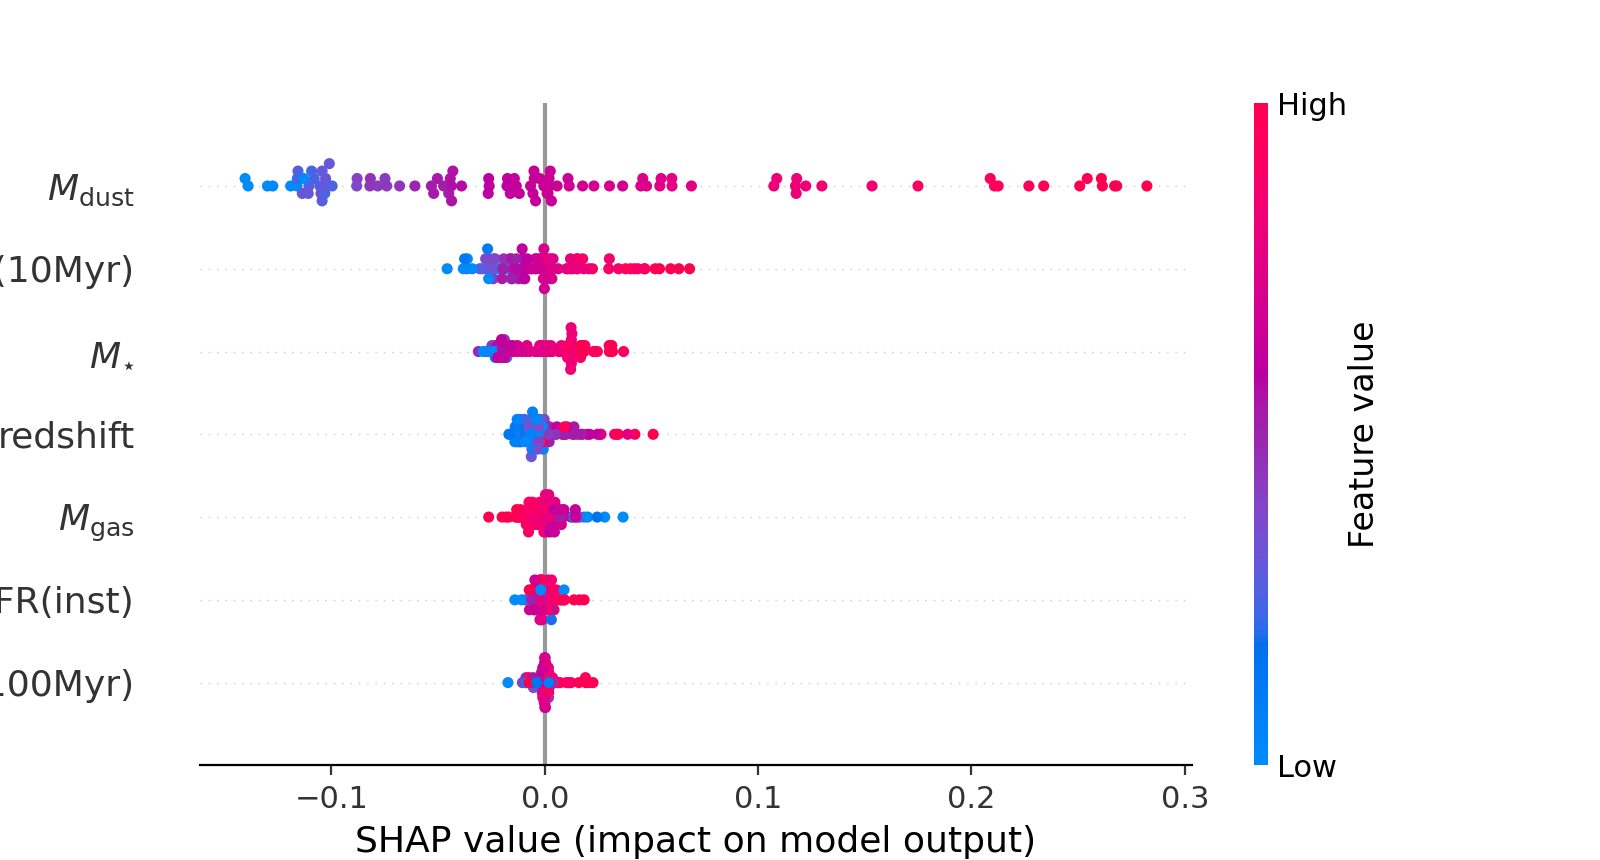 High
M_dust
(10Myr)
M_⋆
redshift
M_gas
FR(inst)
00Myr)
Low
Feature value
−0.1 0.0 0.1 0.2 0.3
SHAP value (impact on model output)